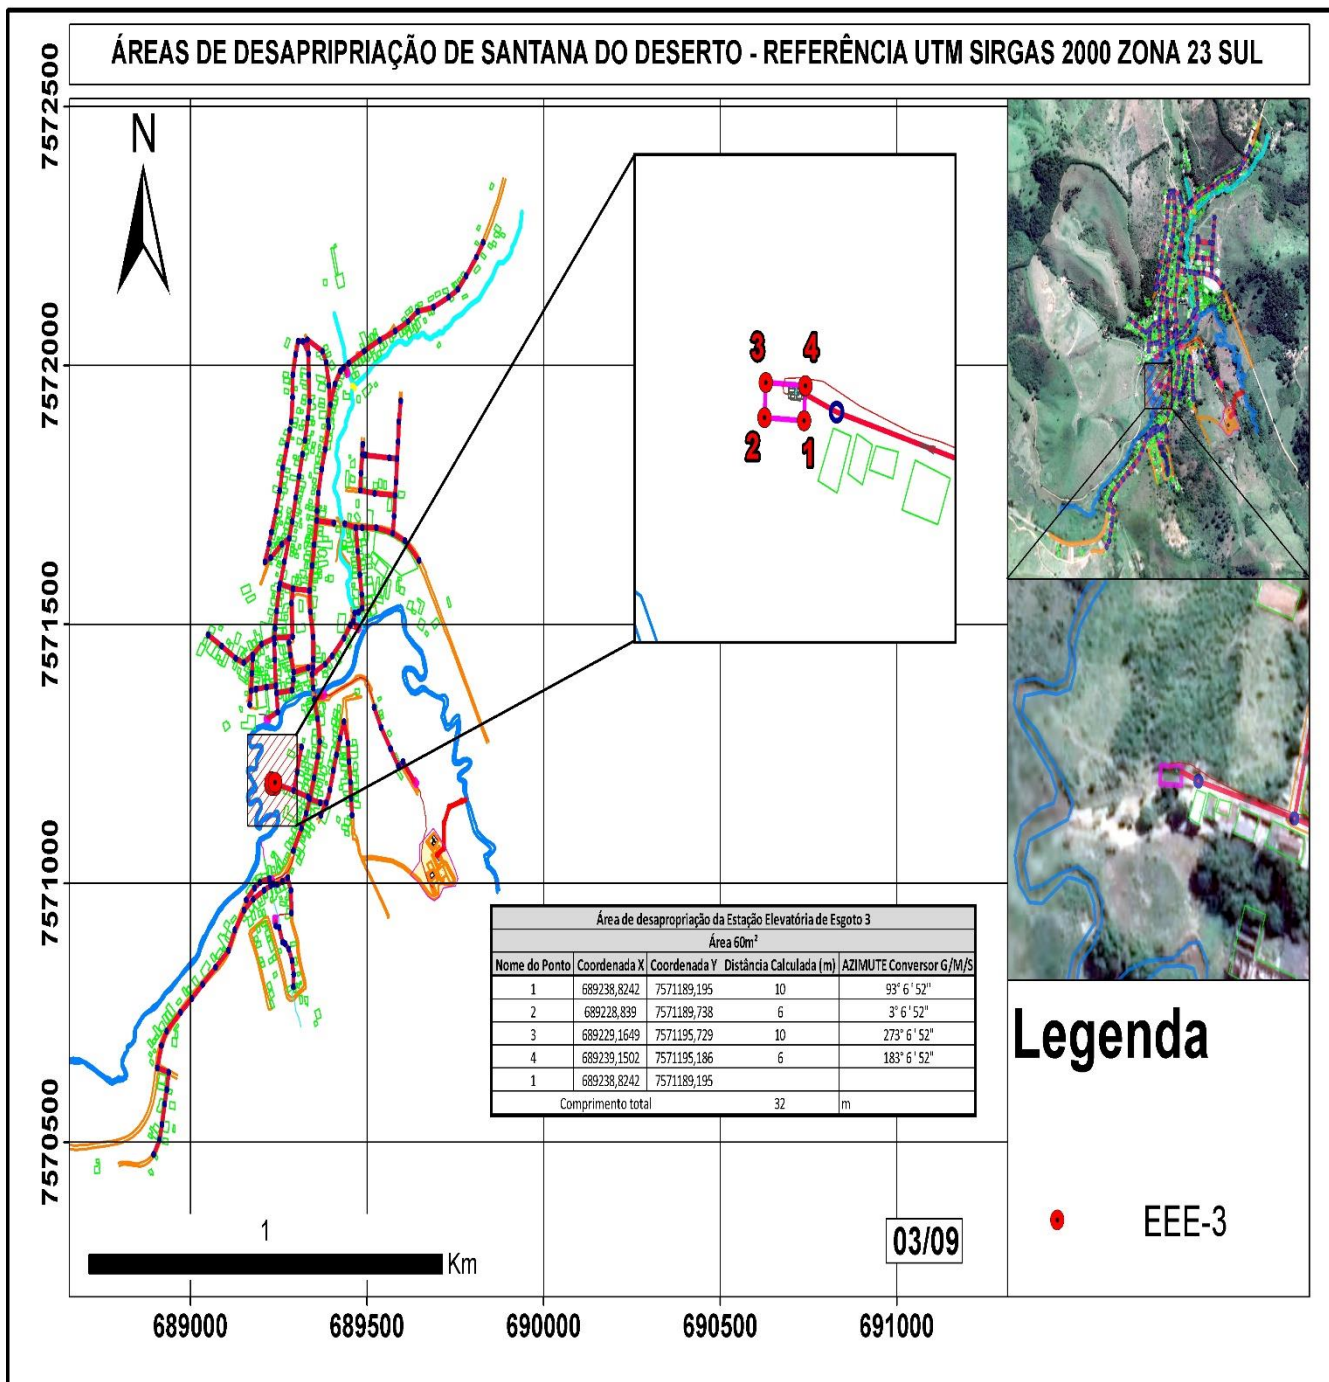 ÁREAS DE DESAPRIPRIAÇÃO DE SANTANA DO DESERTO - REFERÊNCIA UTM SIRGAS 2000 ZONA 23 SUL
7572500
N
7572000
3 4
2 1
7571500
7571000
Área de desapropriação da Estação Elevatória de Esgoto 3
Área 60m²
Nome do Ponto Coordenada X Coordenada Y Distância Calculada (m) AZIMUTE Conversor G/M/S
1 689238,8242 7571189,195 10 93° 6 ' 52"
2 689228,839 7571189,738 6 3° 6 ' 52"
3 689229,1649 7571195,729 10 273° 6 ' 52"
4 689239,1502 7571195,186 6 183° 6 ' 52"
1 689238,8242 7571189,195
Comprimento total 32 m
Legenda
7570500
EEE-3
1
Km
03/09
689000 689500 690000 690500 691000